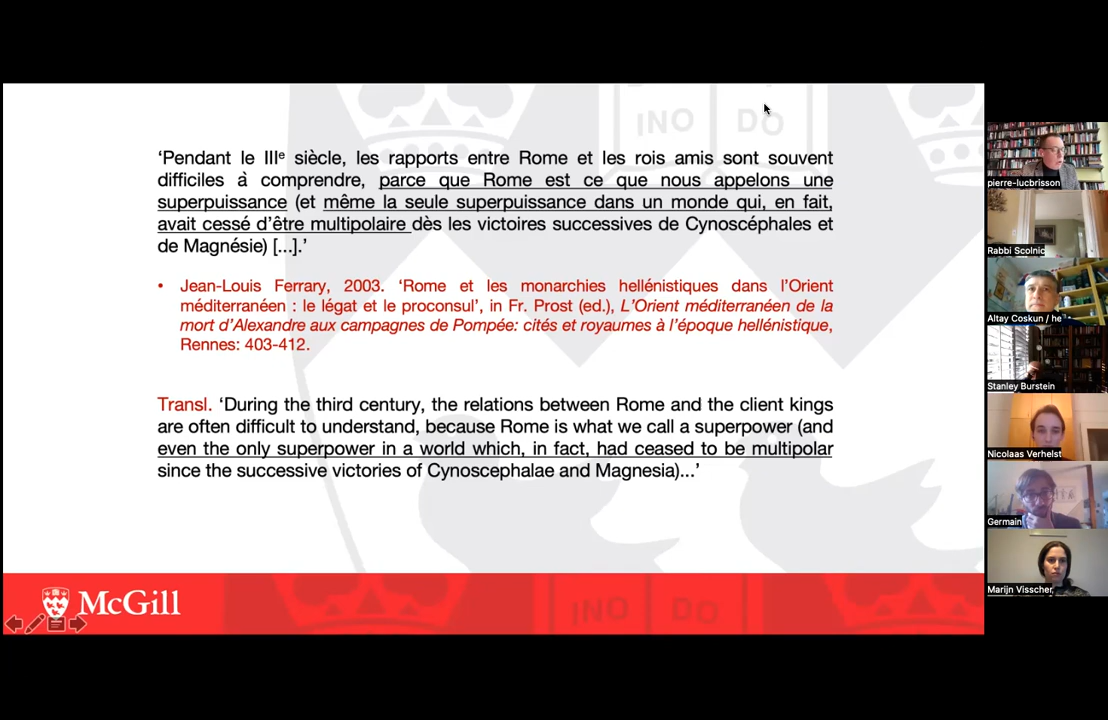 INO DO
‘Pendant le IIIᵉ siècle, les rapports entre Rome et les rois amis sont souvent
difficiles à comprendre, parce que Rome est ce que nous appelons une
superpuissance (et même la seule superpuissance dans un monde qui, en fait,
avait cessé d’être multipolaire dès les victoires successives de Cynoscéphales et
de Magnésie) [...].’
• Jean-Louis Ferrary, 2003. ‘Rome et les monarchies hellénistiques dans l’Orient
méditerranéen : le légat et le proconsul’, in Fr. Prost (ed.), L’Orient méditerranéen de la
mort d’Alexandre aux campagnes de Pompée: cités et royaumes à l’époque hellénistique,
Rennes: 403-412.
Transl. ‘During the third century, the relations between Rome and the client kings
are often difficult to understand, because Rome is what we call a superpower (and
even the only superpower in a world which, in fact, had ceased to be multipolar
since the successive victories of Cynoscephalae and Magnesia)...’
McGill
INO DO
pierre-lucbrisson
Rabbi Scolnic
Altay Coskun / he
Stanley Burstein
Nicolaas Verhelst
Germain
Marijn Visscher,